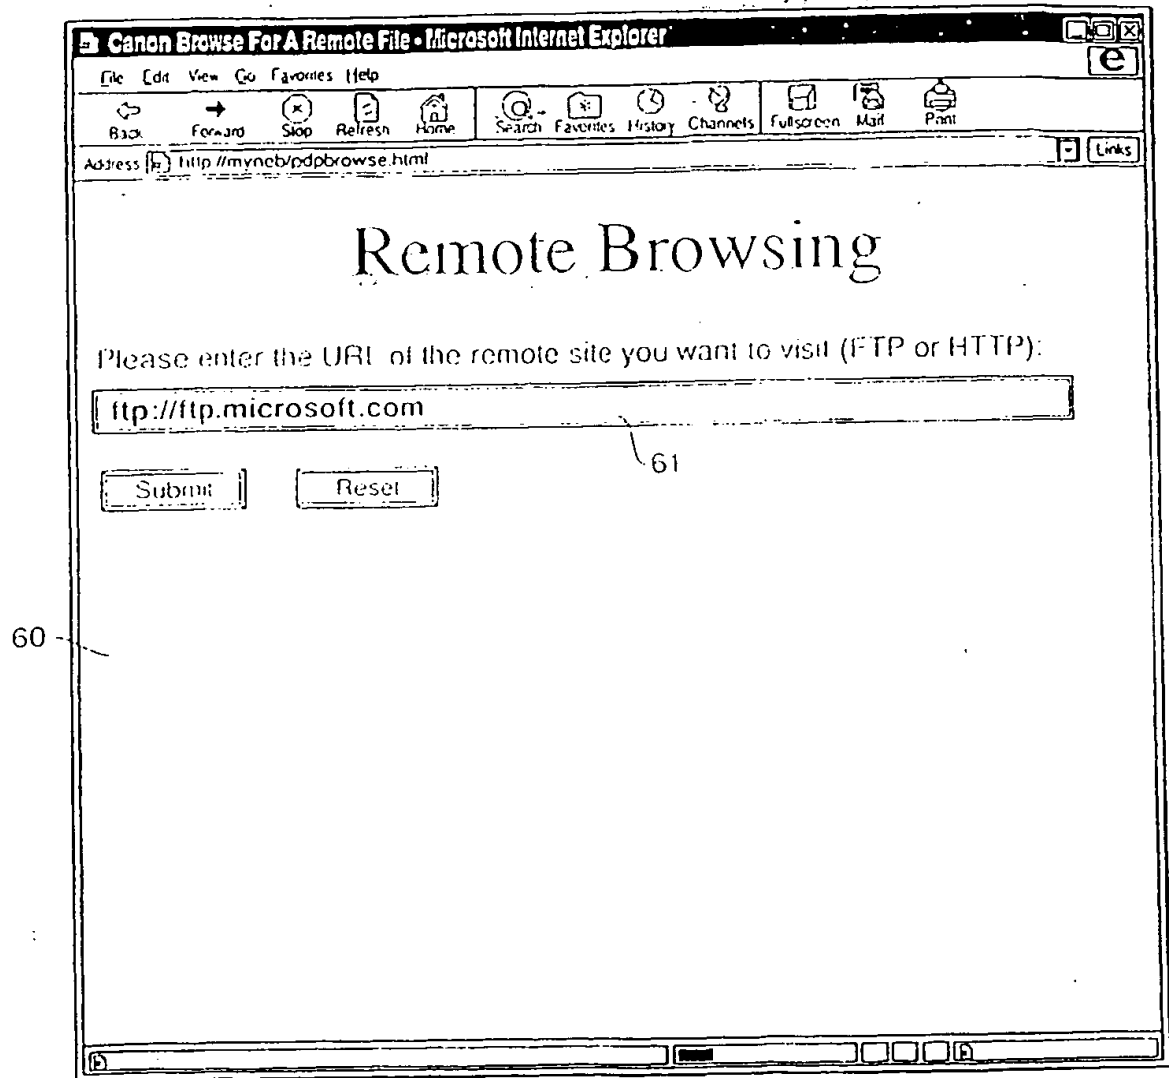 Canon Browse For A Remote File - Microsoft Internet Explorer
File Edit View Go Favorites Help
e
Back Forward Stop Refresh Home Search Favorites History Channels Fullscreen Mail Print
Address http://myneb/pdpbrowse.html Links
Remote Browsing
Please enter the URL of the remote site you want to visit (FTP or HTTP):
ftp://ftp.microsoft.com
61
Submit Reset
60